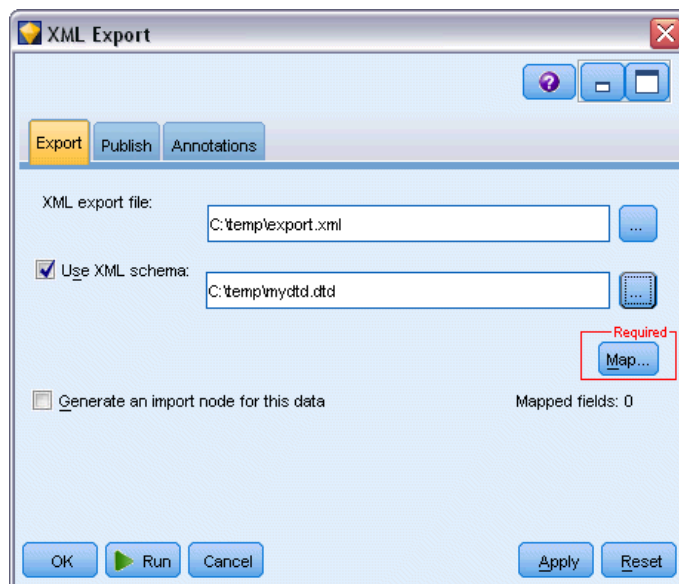 XML Export
Export
Publish
Annotations
XML export file:
C:\temp\export.xml
...
Use XML schema:
C:\temp\mydtd.dtd
...
Required
Map...
Generate an import node for this data
Mapped fields: 0
OK
Run
Cancel
Apply
Reset